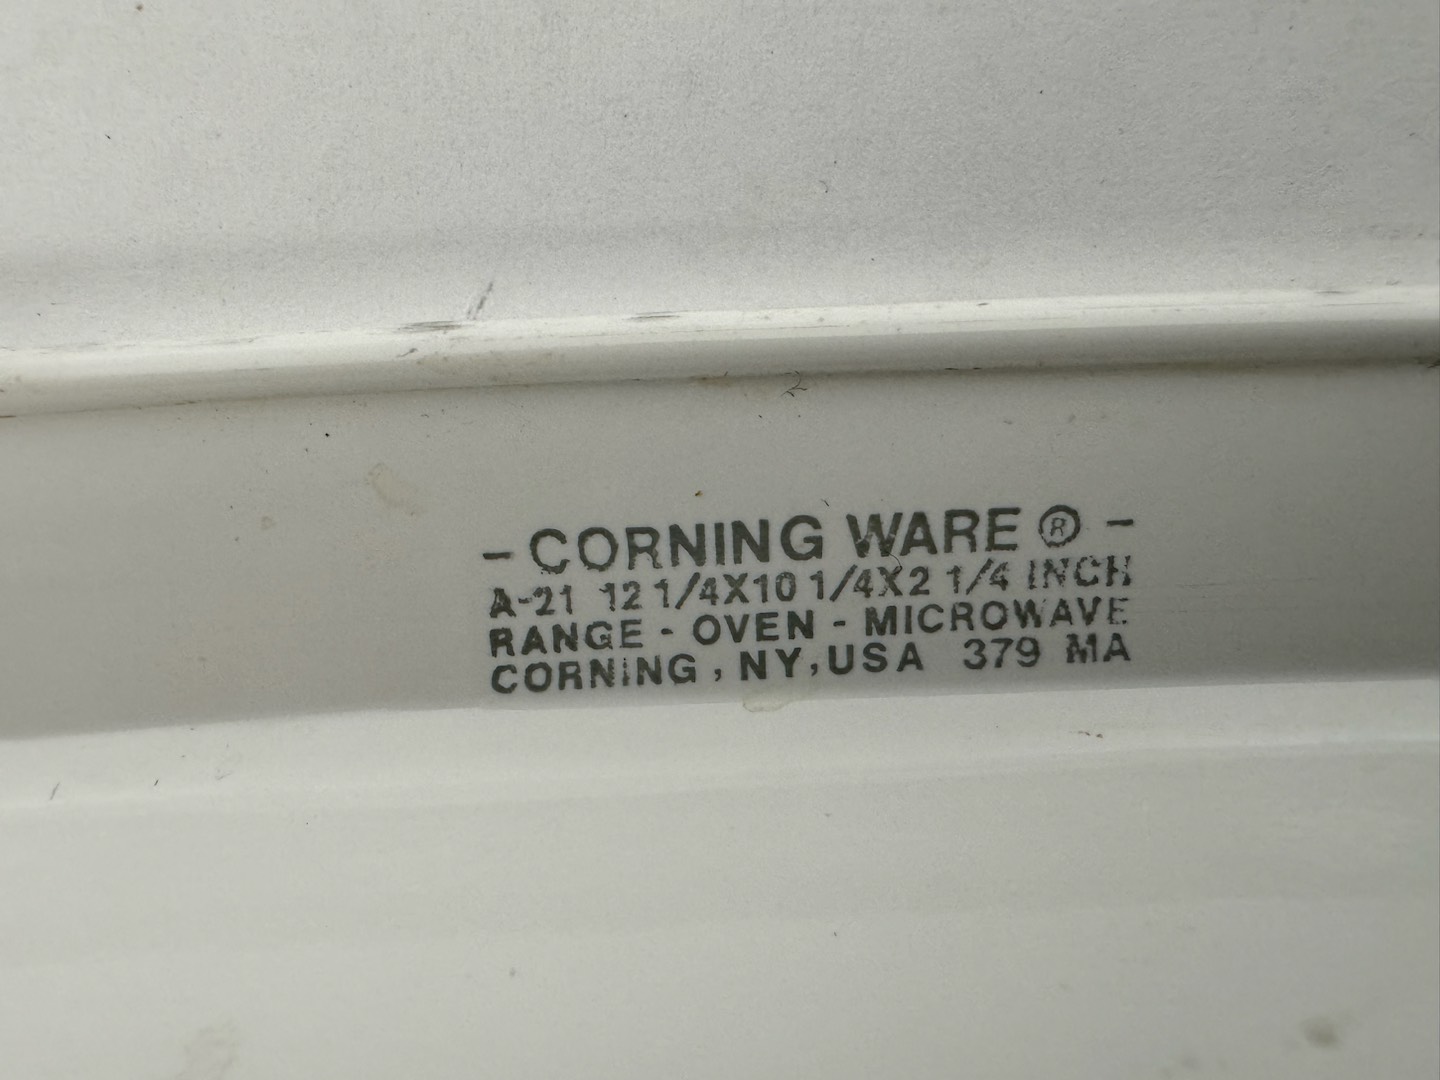 - CORNING WARE ® -
A-21 12 1/4X10 1/4X2 1/4 INCH
RANGE - OVEN - MICROWAVE
CORNING, NY, USA 379 MA